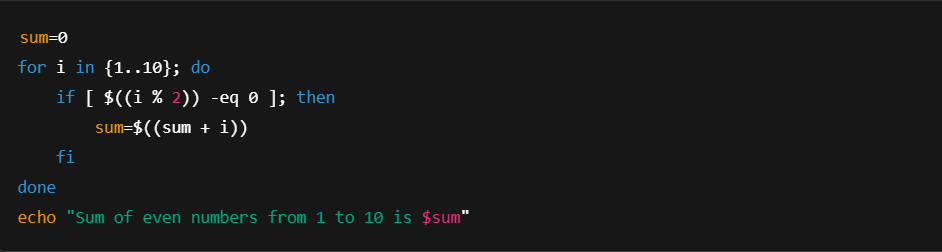 sum=0
for i in {1..10}; do
    if [ $((i % 2)) -eq 0 ]; then
        sum=$((sum + i))
    fi
done
echo "Sum of even numbers from 1 to 10 is $sum"